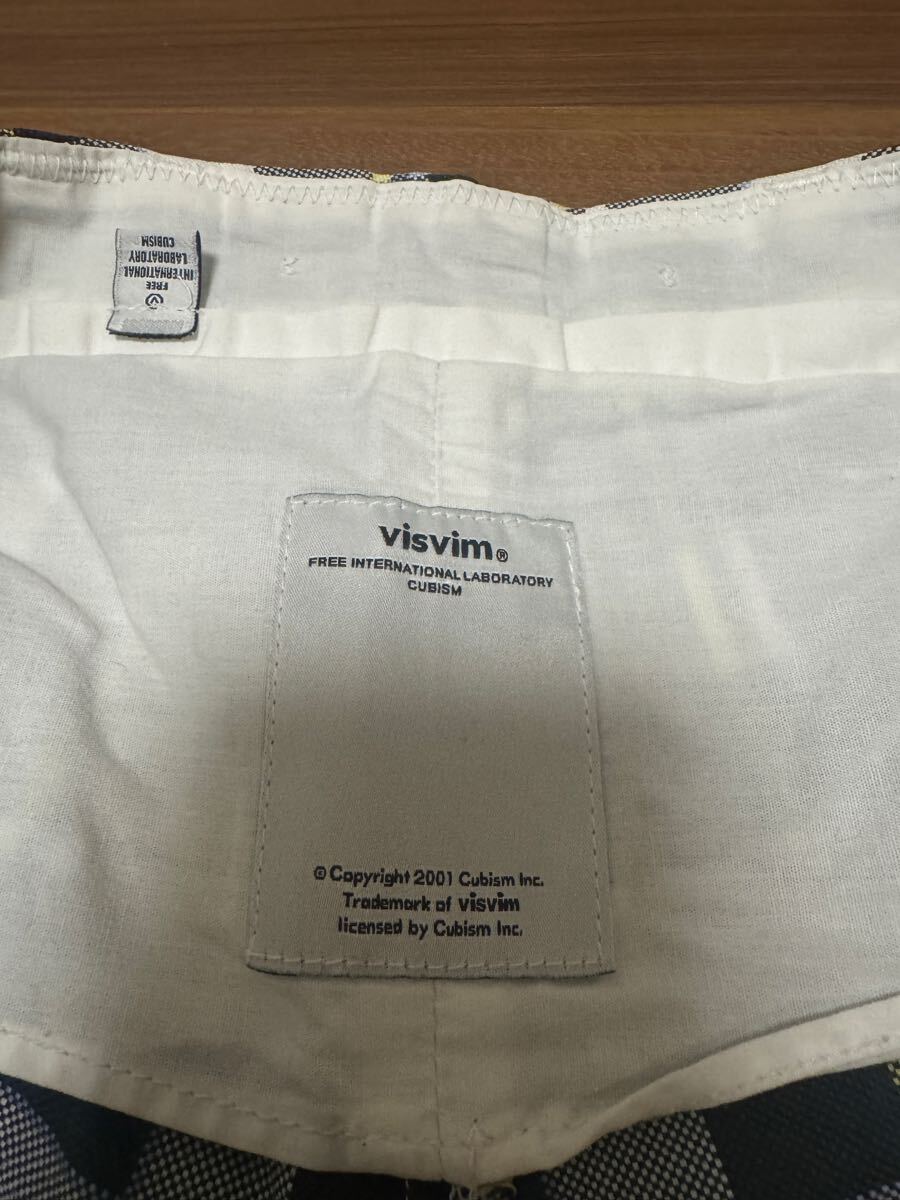 FREE
INTERNATIONAL
LABORATORY
CUBISM
visvim®
FREE INTERNATIONAL LABORATORY
CUBISM
© Copyright 2001 Cubism Inc.
Trademark of visvim
licensed by Cubism Inc.